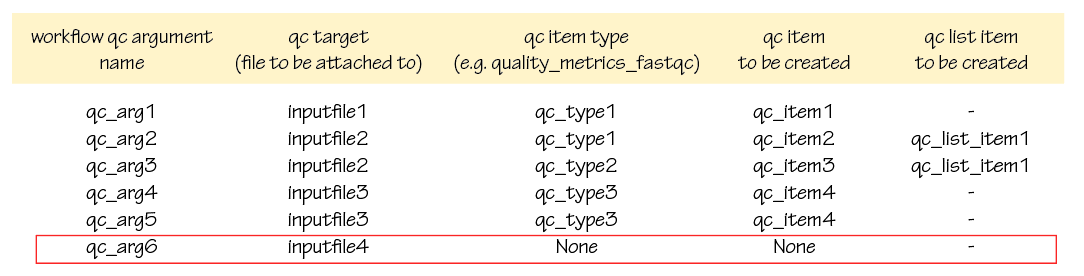 workflow qc argument qc target qc item type qc item qc list item
name (file to be attached to) (e.g. quality_metrics_fastqc) to be created to be created
qc_arg1 inputfile1 qc_type1 qc_item1 -
qc_arg2 inputfile2 qc_type1 qc_item2 qc_list_item1
qc_arg3 inputfile2 qc_type2 qc_item3 qc_list_item1
qc_arg4 inputfile3 qc_type3 qc_item4 -
qc_arg5 inputfile3 qc_type3 qc_item4 -
qc_arg6 inputfile4 None None -